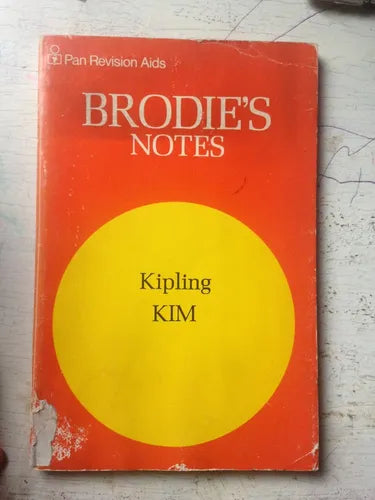 Pan Revision Aids
BRODIE'S
NOTES
Kipling
KIM